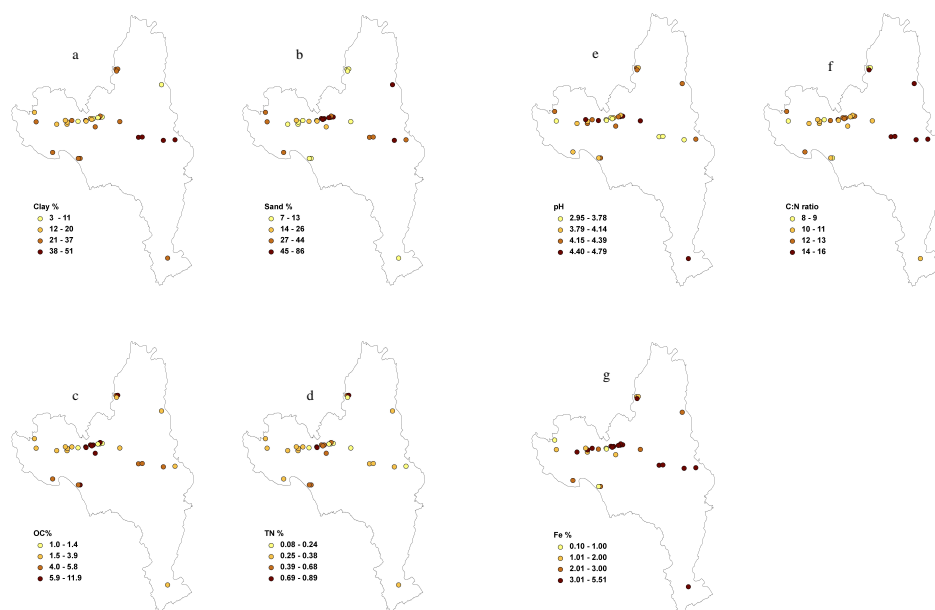 a
b
e
f
Clay %
3 - 11
12 - 20
21 - 37
38 - 51
Sand %
7 - 13
14 - 26
27 - 44
45 - 86
pH
2.95 - 3.78
3.79 - 4.14
4.15 - 4.39
4.40 - 4.79
C:N ratio
8 - 9
10 - 11
12 - 13
14 - 16
c
d
g
OC%
1.0 - 1.4
1.5 - 3.9
4.0 - 5.8
5.9 - 11.9
TN %
0.08 - 0.24
0.25 - 0.38
0.39 - 0.68
0.69 - 0.89
Fe %
0.10 - 1.00
1.01 - 2.00
2.01 - 3.00
3.01 - 5.51